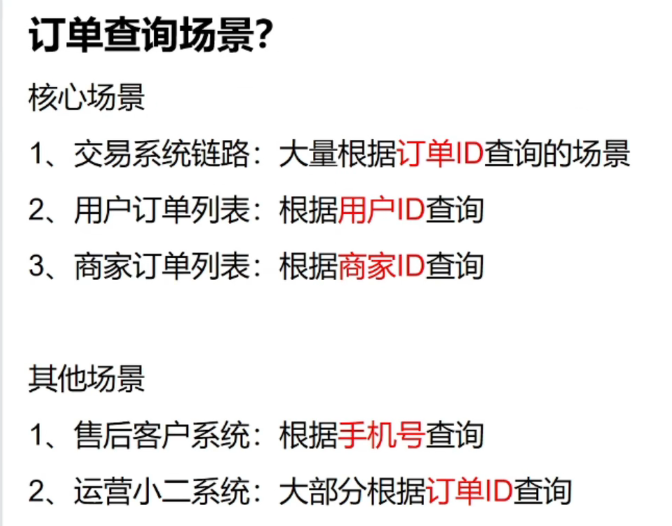 订单查询场景?
核心场景
1、交易系统链路：大量根据订单ID查询的场景
2、用户订单列表：根据用户ID查询
3、商家订单列表：根据商家ID查询
其他场景
1、售后客户系统：根据手机号查询
2、运营小二系统：大部分根据订单ID查询